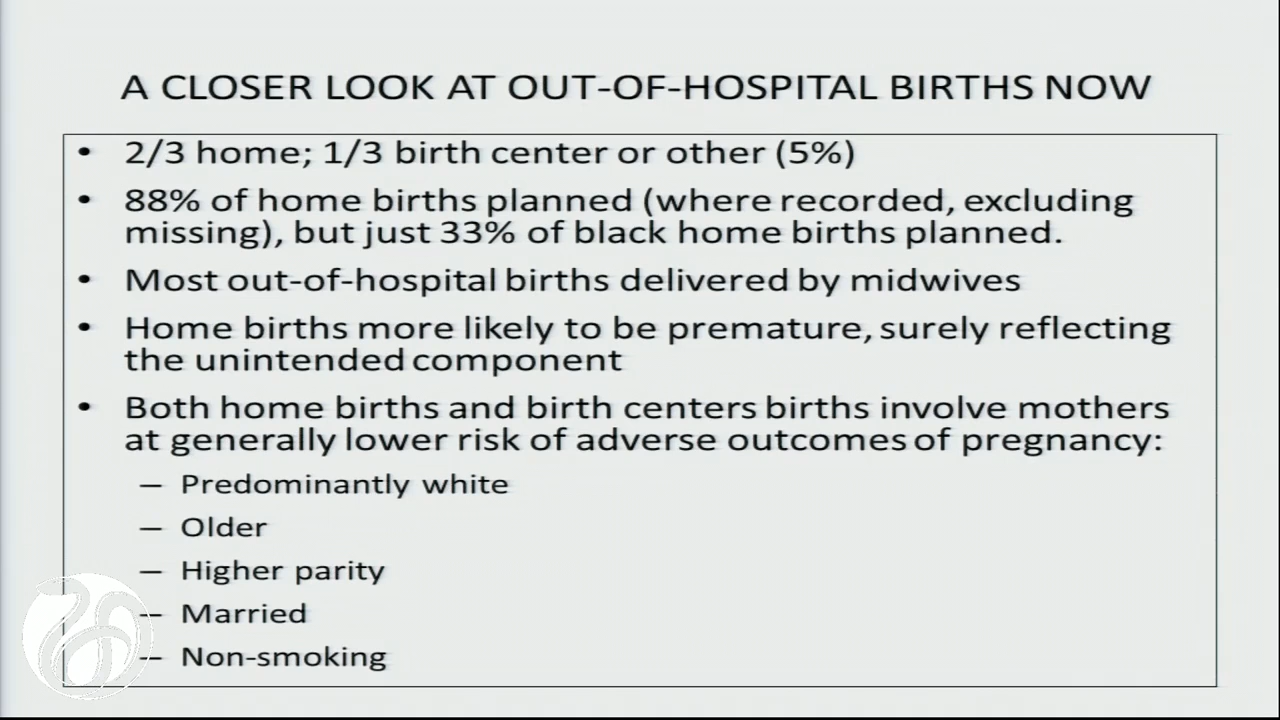 A CLOSER LOOK AT OUT-OF-HOSPITAL BIRTHS NOW
• 2/3 home; 1/3 birth center or other (5%)
• 88% of home births planned (where recorded, excluding
missing), but just 33% of black home births planned.
• Most out-of-hospital births delivered by midwives
• Home births more likely to be premature, surely reflecting
the unintended component
• Both home births and birth centers births involve mothers
at generally lower risk of adverse outcomes of pregnancy:
– Predominantly white
– Older
– Higher parity
– Married
– Non-smoking